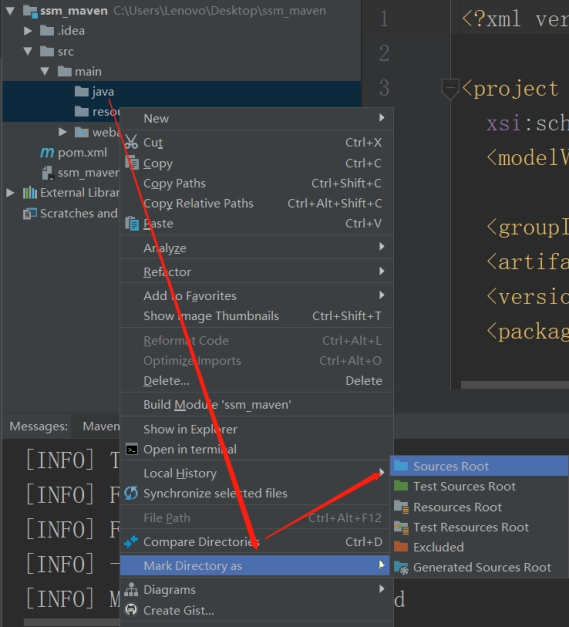 ssm_maven C:\Users\Lenovo\Desktop\ssm_maven
.idea
src
main
java
resou
weba
pom.xml
ssm_maven
External Librar
Scratches and
1
2
3
<?xml ver
<project
xsi:sch
<modelV
<groupI
<artifa
<versio
<packag
New
Cut Ctrl+X
Copy Ctrl+C
Copy Paths Ctrl+Shift+C
Copy Relative Paths Ctrl+Alt+Shift+C
Paste Ctrl+V
Analyze
Refactor
Add to Favorites
Show Image Thumbnails Ctrl+Shift+T
Reformat Code Ctrl+Alt+L
Optimize Imports Ctrl+Alt+O
Delete... Delete
Build Module 'ssm_maven'
Show in Explorer
Open in terminal
Local History
Synchronize selected files
File Path Ctrl+Alt+F12
Compare Directories Ctrl+D
Mark Directory as
Diagrams
Create Gist...
Sources Root
Test Sources Root
Resources Root
Test Resources Root
Excluded
Generated Sources Root
Messages: Maven
[INFO] T
[INFO] F
[INFO] F
[INFO] -
[INFO] M d